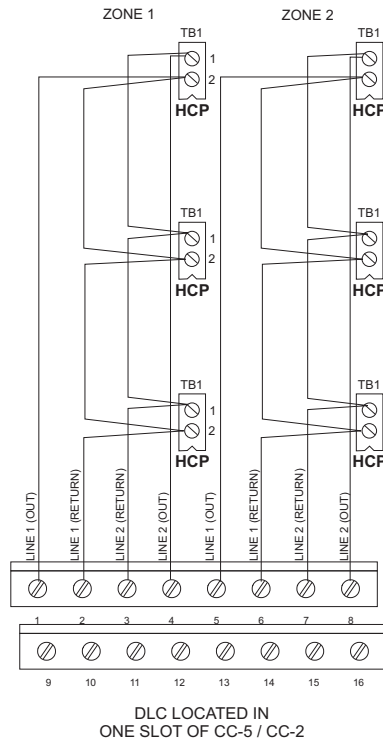 ZONE 1
ZONE 2
TB1
1
2
HCP
TB1
HCP
TB1
1
2
HCP
TB1
HCP
TB1
1
2
HCP
TB1
HCP
LINE 1 (OUT)
LINE 1 (RETURN)
LINE 2 (RETURN)
LINE 2 (OUT)
LINE 1 (OUT)
LINE 1 (RETURN)
LINE 2 (RETURN)
LINE 2 (OUT)
1 2 3 4 5 6 7 8
9 10 11 12 13 14 15 16
DLC LOCATED IN
ONE SLOT OF CC-5 / CC-2